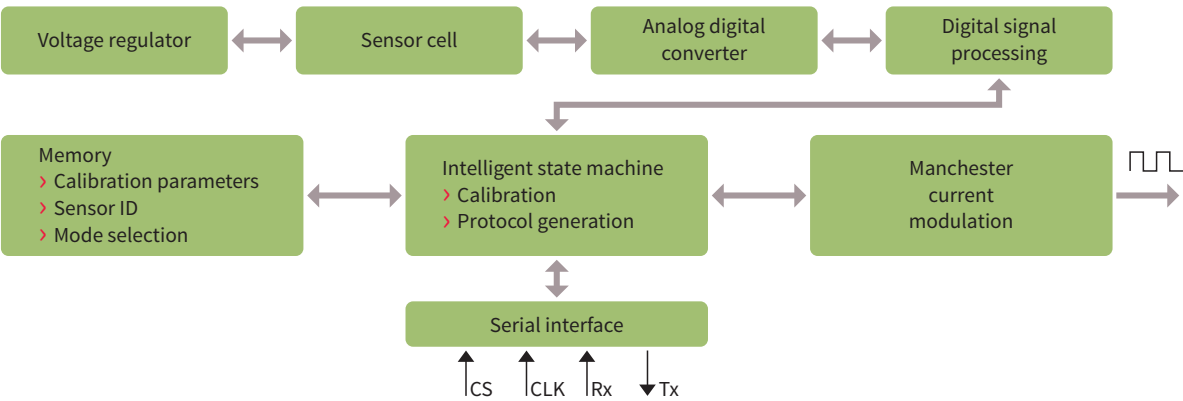 Voltage regulator
Sensor cell
Analog digital
converter
Digital signal
processing
Memory
› Calibration parameters
› Sensor ID
› Mode selection
Intelligent state machine
› Calibration
› Protocol generation
Manchester
current
modulation
Serial interface
CS
CLK
Rx
Tx